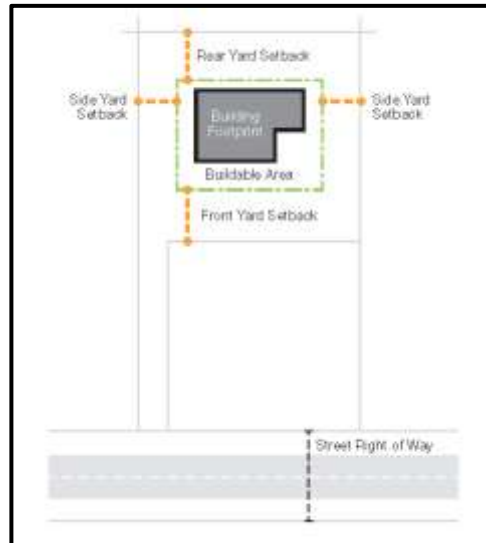 Rear Yard Setback
Side Yard
Setback
Side Yard
Setback
Building
Footprint
Buildable Area
Front Yard Setback
Street Right of Way